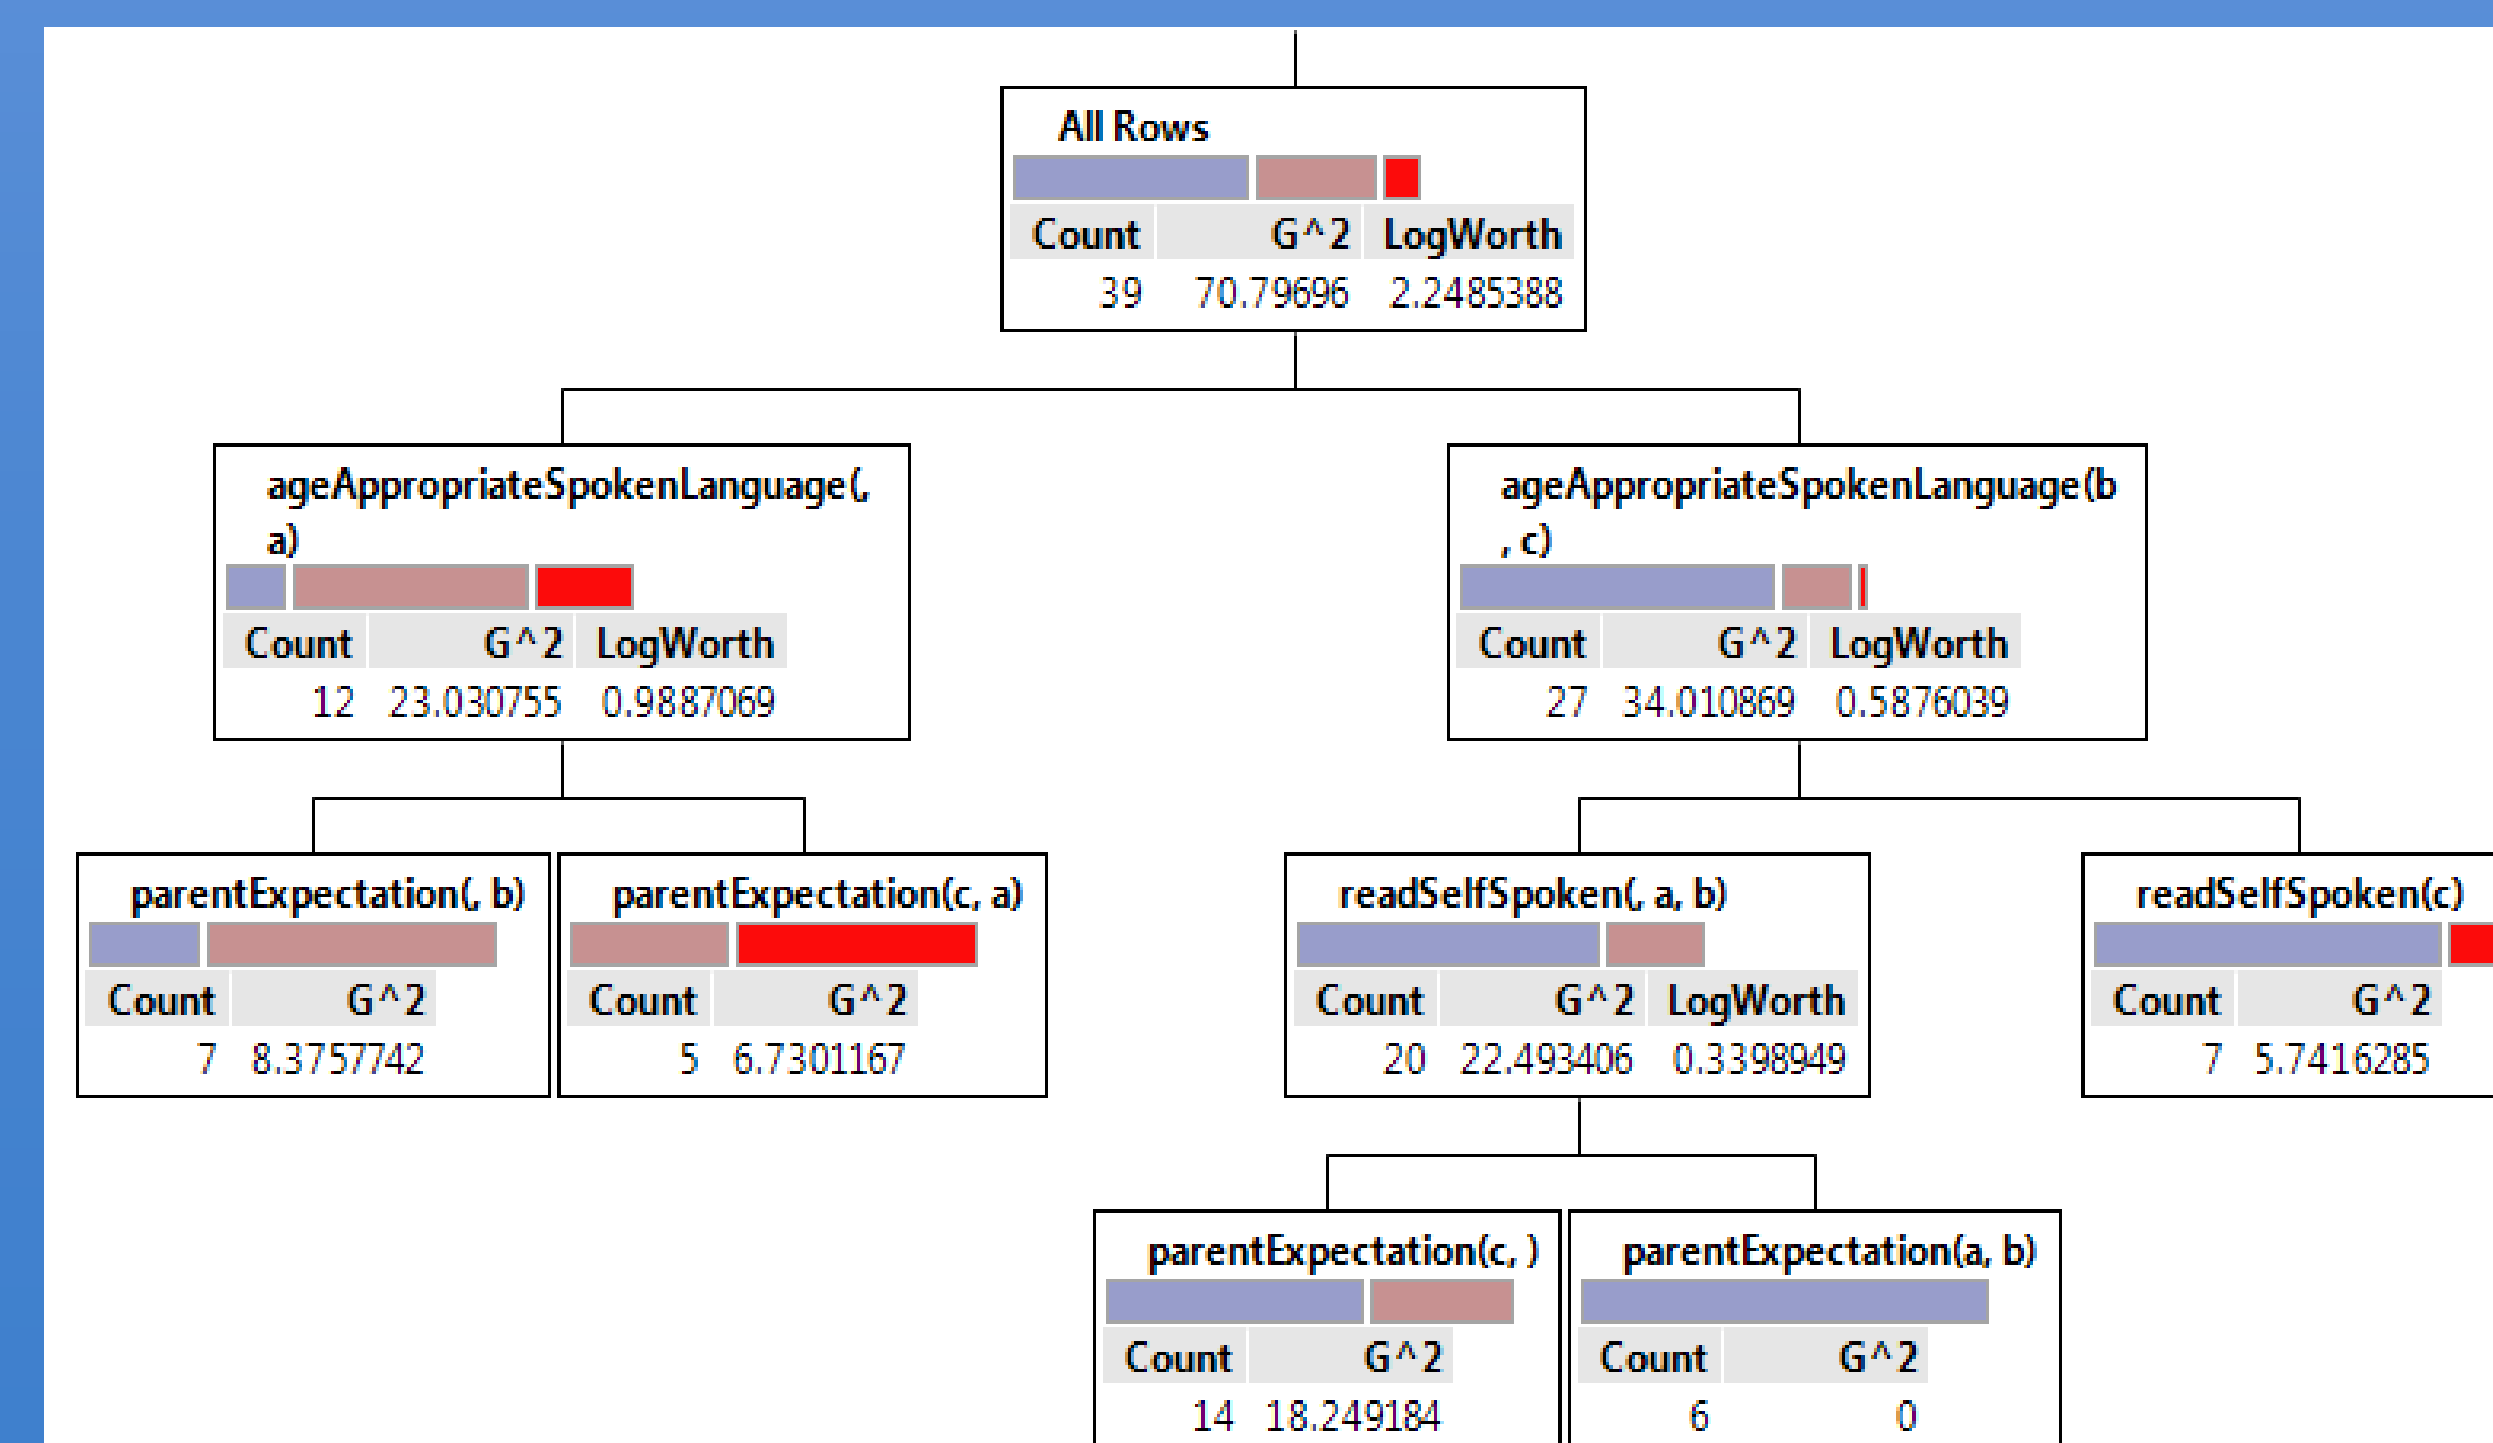 All Rows
Count G^2 LogWorth
39 70.79696 2.2485388
ageAppropriateSpokenLanguage(,
a)
Count G^2 LogWorth
12 23.030755 0.9887069
ageAppropriateSpokenLanguage(b
, c)
Count G^2 LogWorth
27 34.010869 0.5876039
parentExpectation(, b)
Count G^2
7 8.3757742
parentExpectation(c, a)
Count G^2
5 6.7301167
readSelfSpoken(, a, b)
Count G^2 LogWorth
20 22.493406 0.3398949
readSelfSpoken(c)
Count G^2
7 5.7416285
parentExpectation(c, )
Count G^2
14 18.249184
parentExpectation(a, b)
Count G^2
6 0